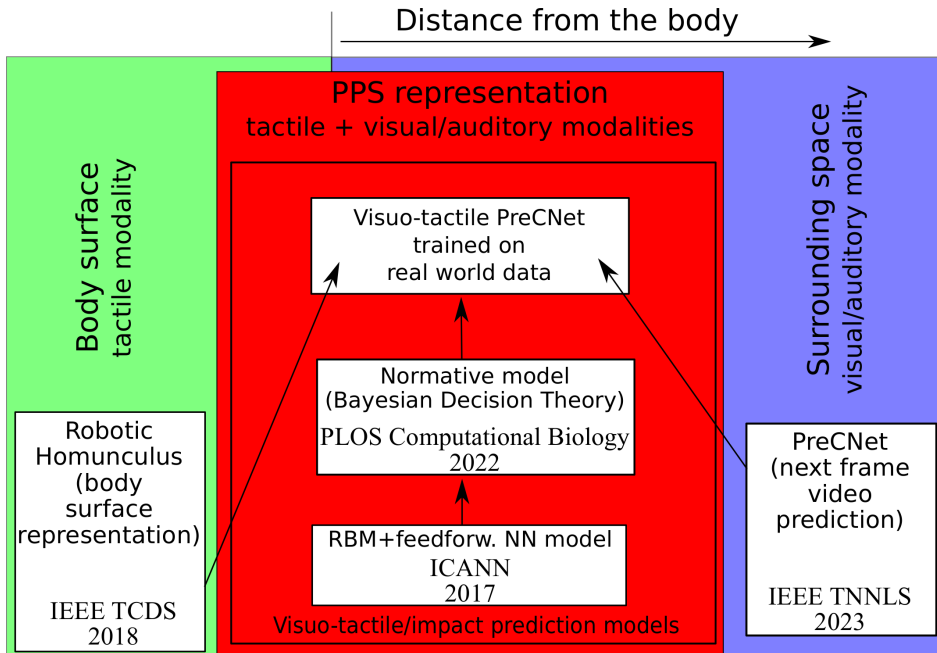 Distance from the body
PPS representation
tactile + visual/auditory modalities
Body surface
tactile modality
Surrounding space
visual/auditory modality
Visuo-tactile PreCNet
trained on
real world data
Normative model
(Bayesian Decision Theory)
PLOS Computational Biology
2022
RBM+feedforw. NN model
ICANN
2017
Visuo-tactile/impact prediction models
Robotic
Homunculus
(body
surface
representation)
IEEE TCDS
2018
PreCNet
(next frame
video
prediction)
IEEE TNNLS
2023